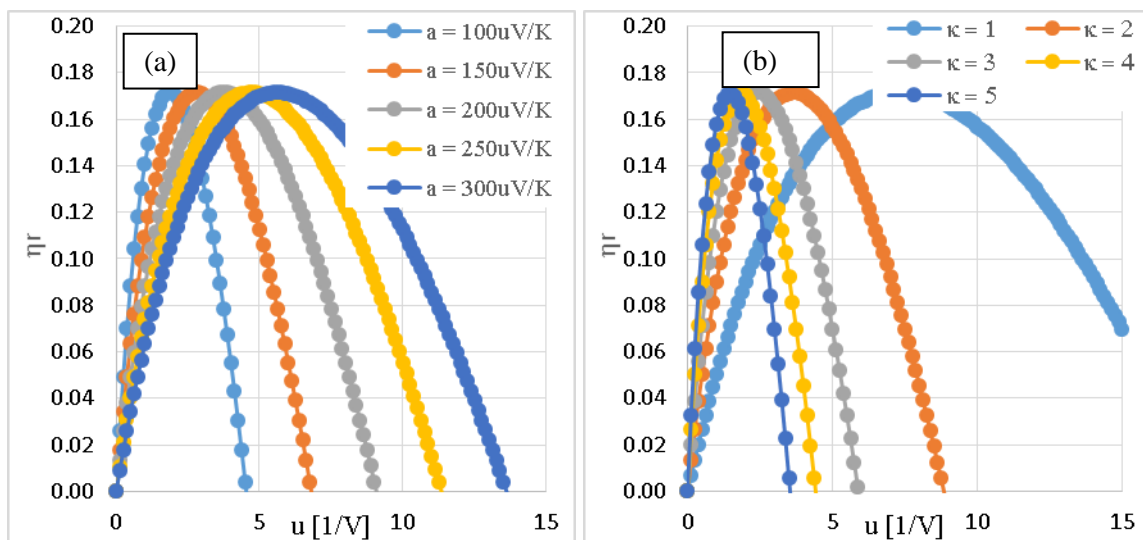 (a)
a = 100uV/K
a = 150uV/K
a = 200uV/K
a = 250uV/K
a = 300uV/K
0.20
0.18
0.16
0.14
0.12
0.10
0.08
0.06
0.04
0.02
0.00
ηr
0
5
10
15
u [1/V]
(b)
κ = 1
κ = 2
κ = 3
κ = 4
κ = 5
0.20
0.18
0.16
0.14
0.12
0.10
0.08
0.06
0.04
0.02
0.00
ηr
0
5
10
15
u [1/V]